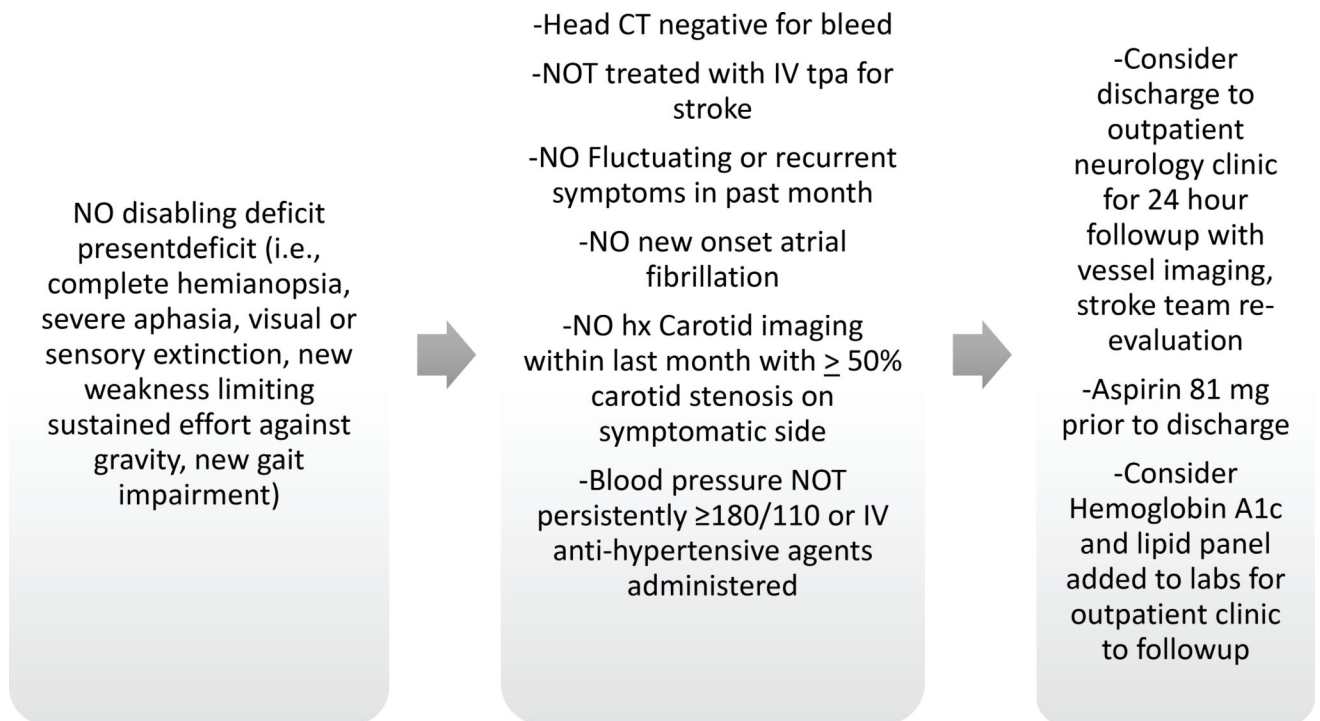 NO disabling deficit
presentdeficit (i.e.,
complete hemianopsia,
severe aphasia, visual or
sensory extinction, new
weakness limiting
sustained effort against
gravity, new gait
impairment)
-Head CT negative for bleed
-NOT treated with IV tpa for
stroke
-NO Fluctuating or recurrent
symptoms in past month
-NO new onset atrial
fibrillation
-NO hx Carotid imaging
within last month with ≥ 50%
carotid stenosis on
symptomatic side
-Blood pressure NOT
persistently ≥180/110 or IV
anti-hypertensive agents
administered
-Consider
discharge to
outpatient
neurology clinic
for 24 hour
followup with
vessel imaging,
stroke team re-
evaluation
-Aspirin 81 mg
prior to discharge
-Consider
Hemoglobin A1c
and lipid panel
added to labs for
outpatient clinic
to followup